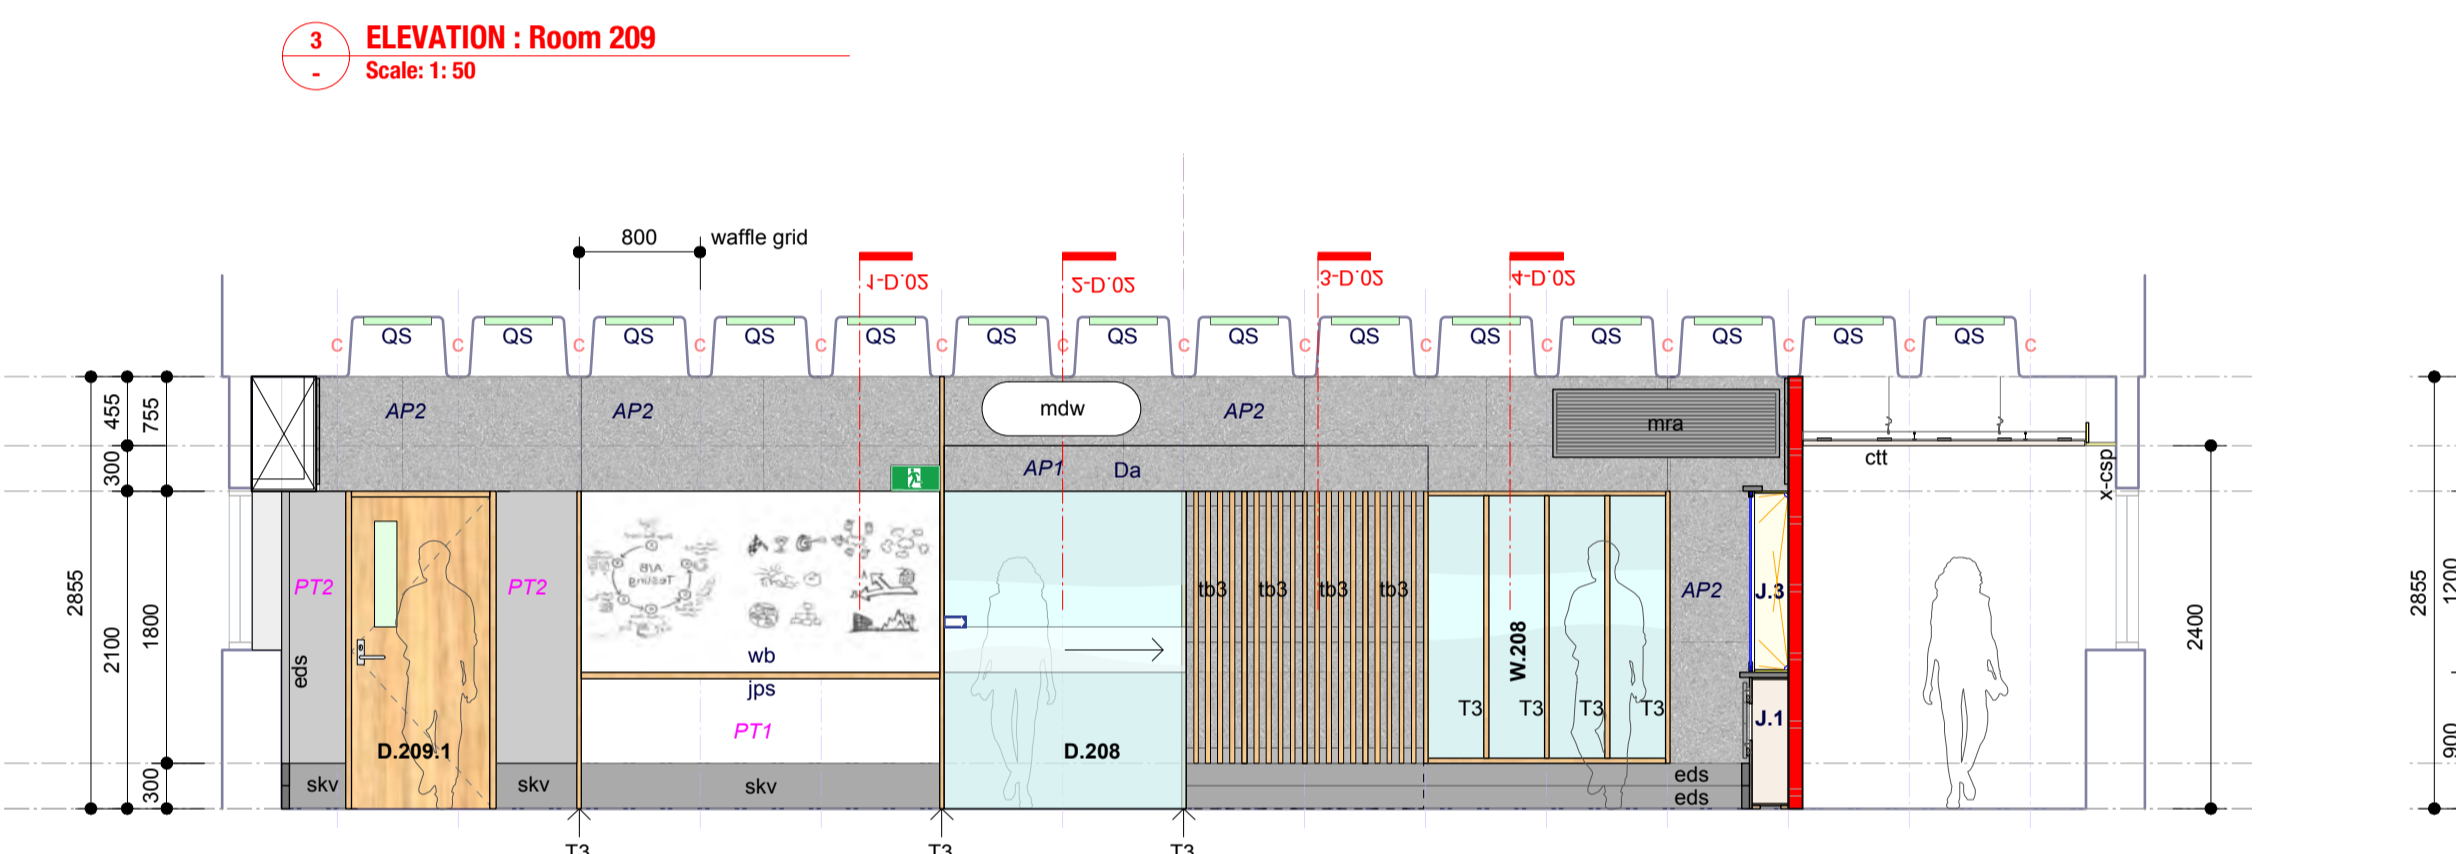 3
-
ELEVATION : Room 209
Scale: 1: 50
800
waffle grid
1-D.02
2-D.02
3-D.02
4-D.02
C QS C QS C QS C QS C QS C QS C QS C QS C QS C QS C QS C QS C QS C QS C
AP2
AP2
mdw
AP2
mra
AP1
Da
ctt
x-csp
455
755
300
2855
2100
1800
300
PT2
PT2
eds
D.209.1
skv
skv
skv
A/B
Testing
wb
jps
PT1
D.208
tb3
tb3
tb3
tb3
W.208
T3
T3
T3
T3
AP2
J.3
J.1
eds
eds
2400
2855
1200
900
T3
T3
T3